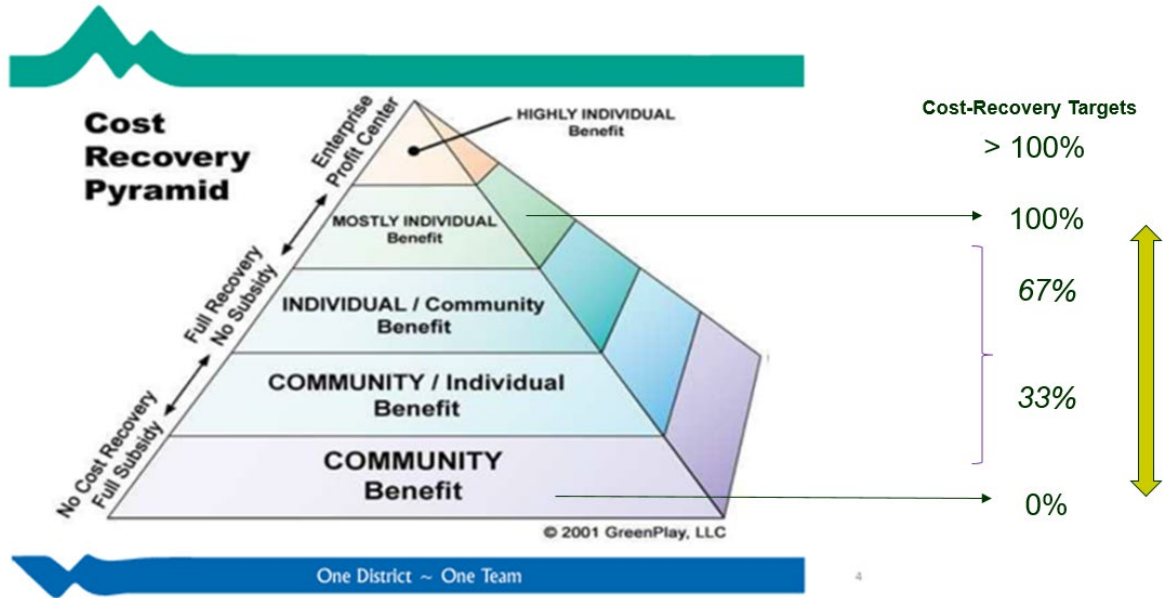 Cost
Recovery
Pyramid
Enterprise
Profit Center
HIGHLY INDIVIDUAL
Benefit
MOSTLY INDIVIDUAL
Benefit
Full Recovery
No Subsidy
INDIVIDUAL / Community
Benefit
COMMUNITY / Individual
Benefit
No Cost Recovery
Full Subsidy
COMMUNITY
Benefit
© 2001 GreenPlay, LLC
Cost-Recovery Targets
> 100%
100%
67%
33%
0%
One District ~ One Team
4